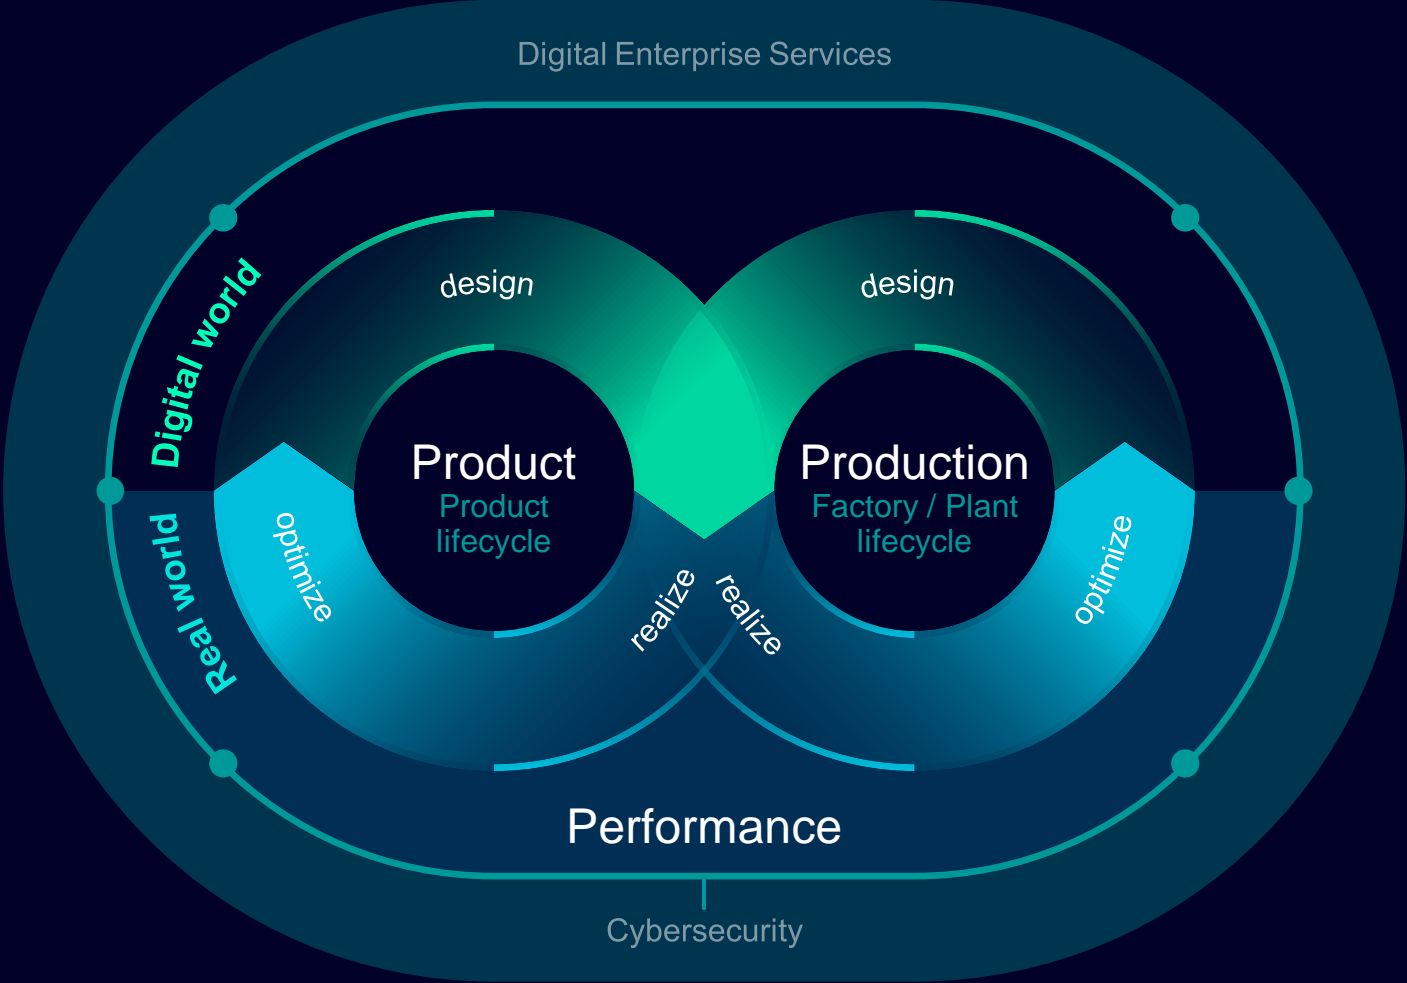 Digital Enterprise Services
Digital world
design
design
Product
Product
lifecycle
Production
Factory / Plant
lifecycle
Real world
optimize
realize
realize
optimize
Performance
Cybersecurity